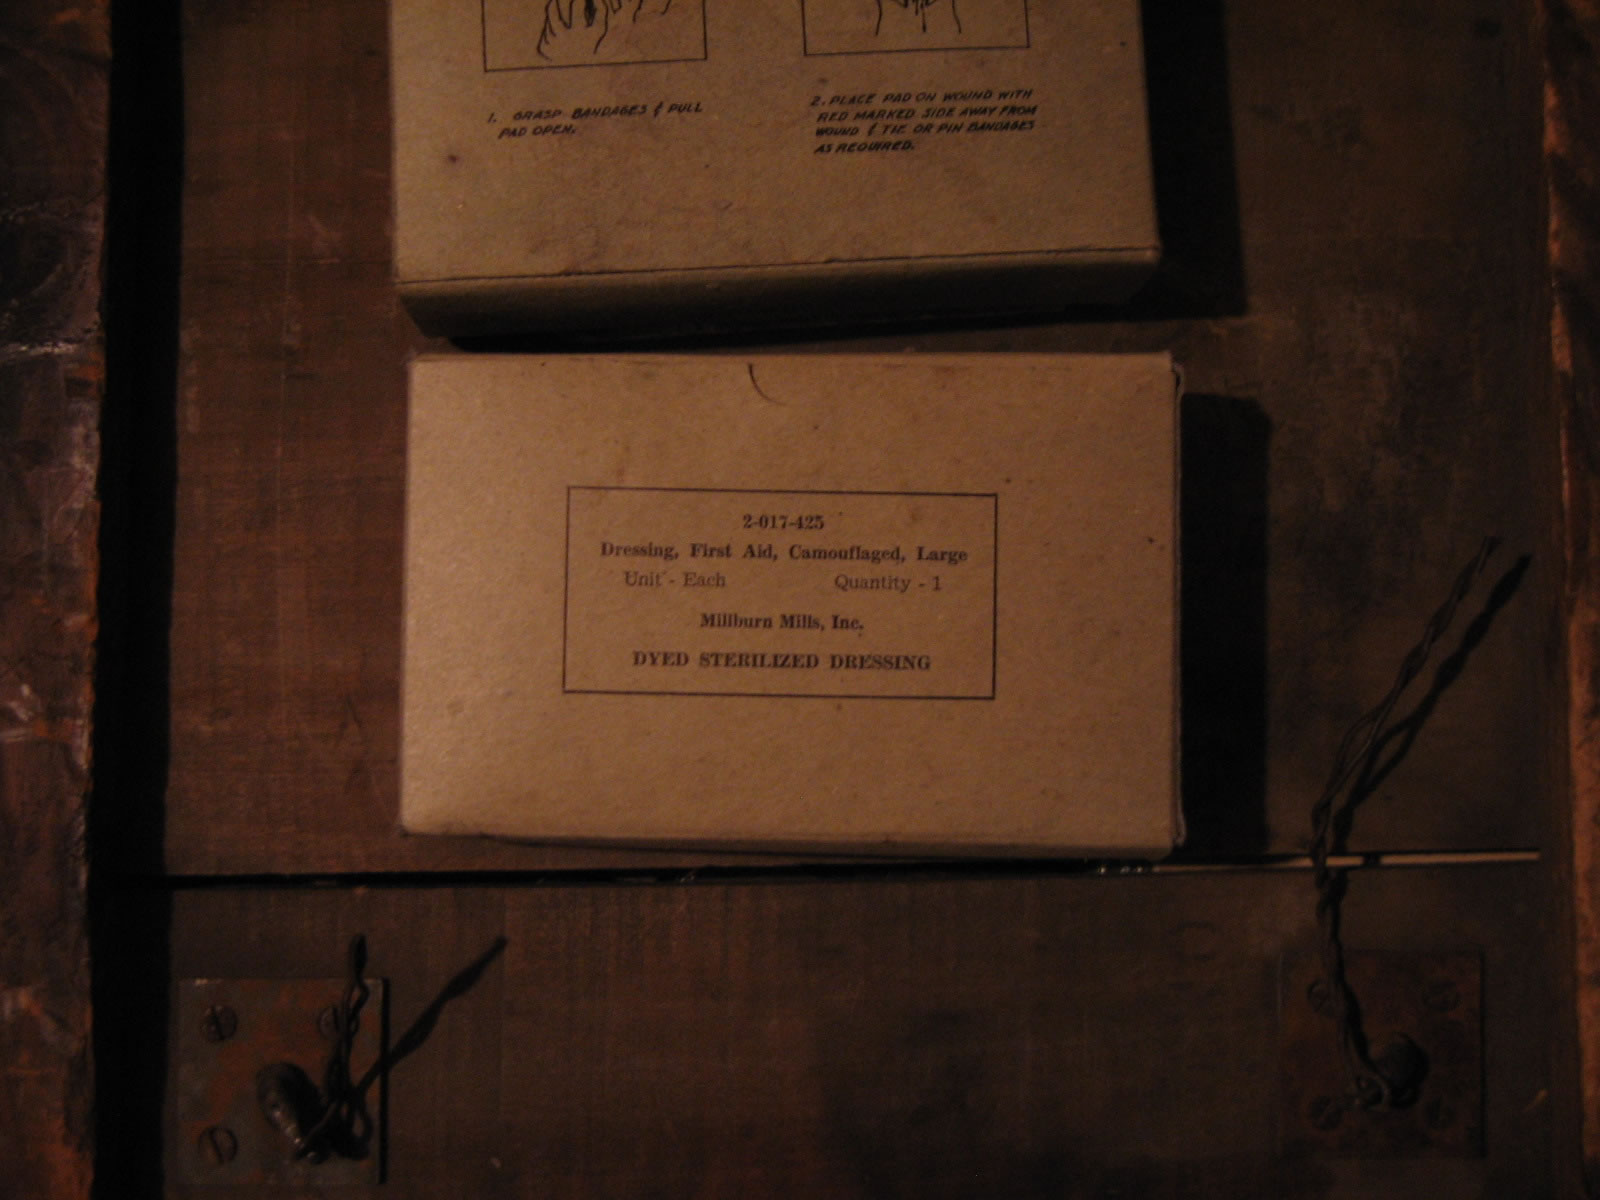 1. GRASP BANDAGES & PULL
PAD OPEN.
2. PLACE PAD ON WOUND WITH
RED MARKED SIDE AWAY FROM
WOUND & TIE OR PIN BANDAGES
AS REQUIRED.
2-017-425
Dressing, First Aid, Camouflaged, Large
Unit - Each Quantity - 1
Millburn Mills, Inc.
DYED STERILIZED DRESSING